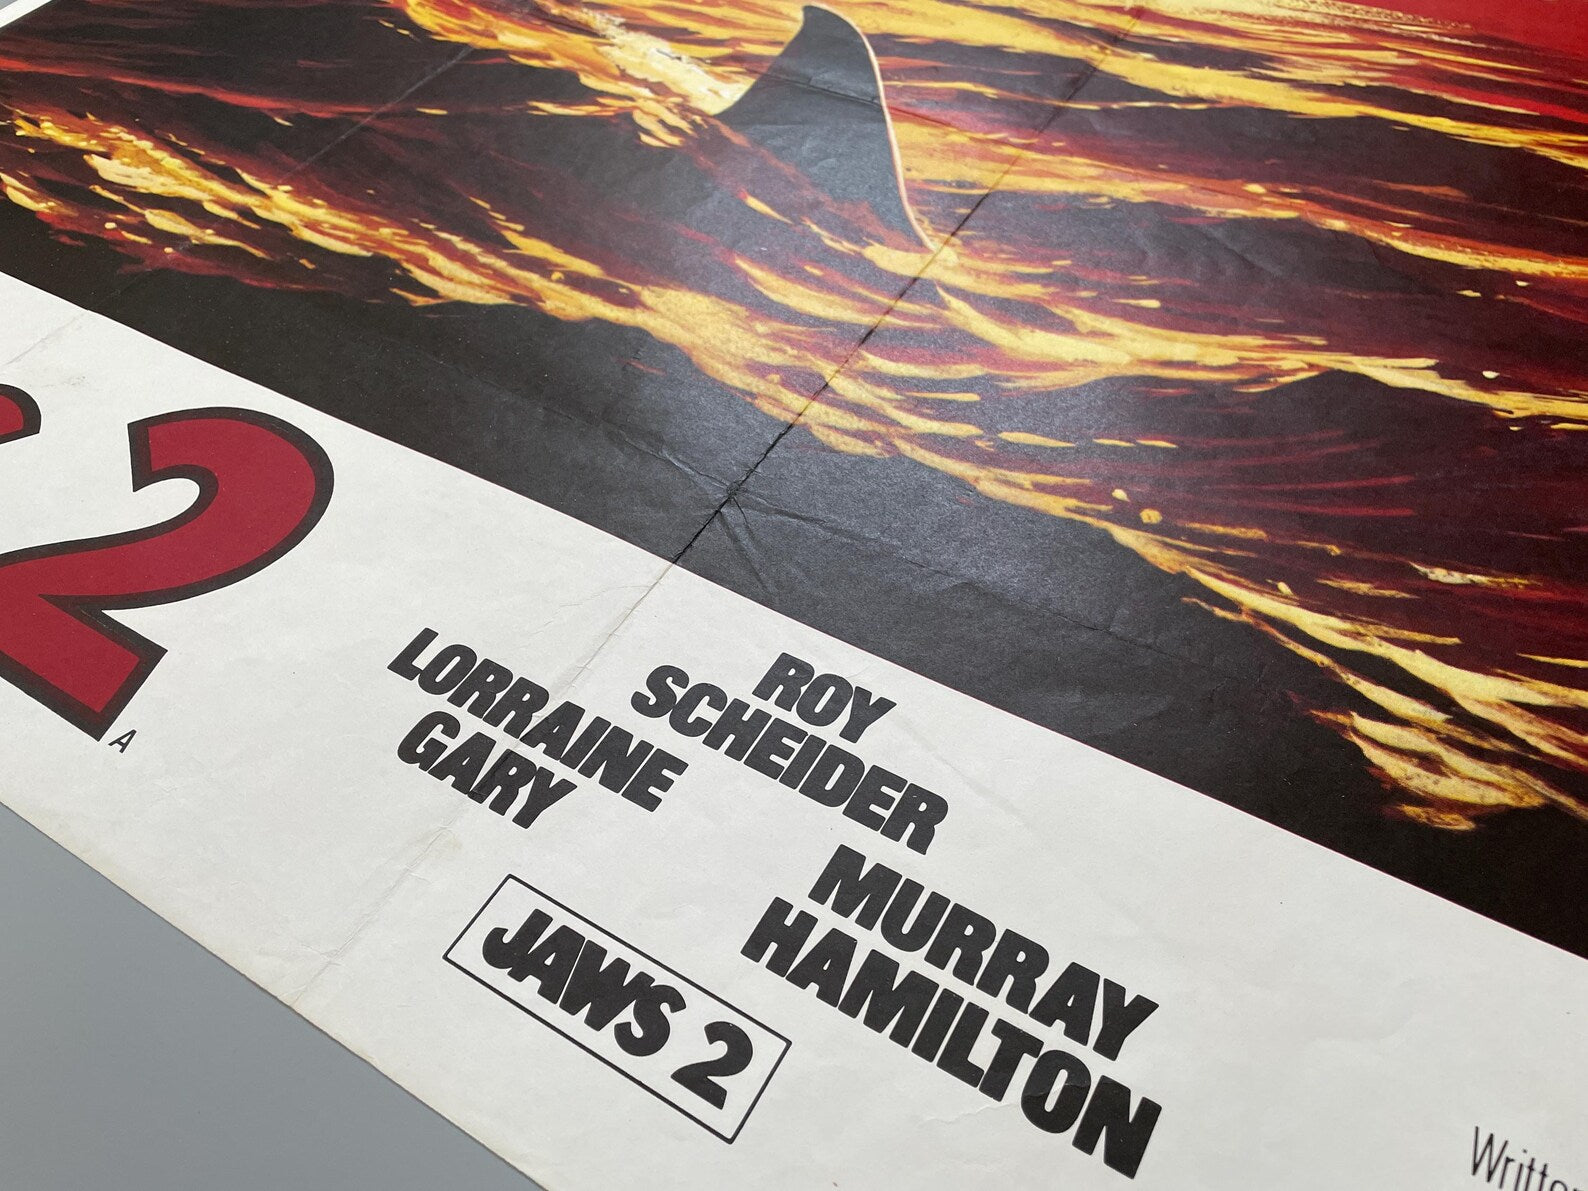 2
A
LORRAINE
GARY
ROY
SCHEIDER
MURRAY
HAMILTON
JAWS 2